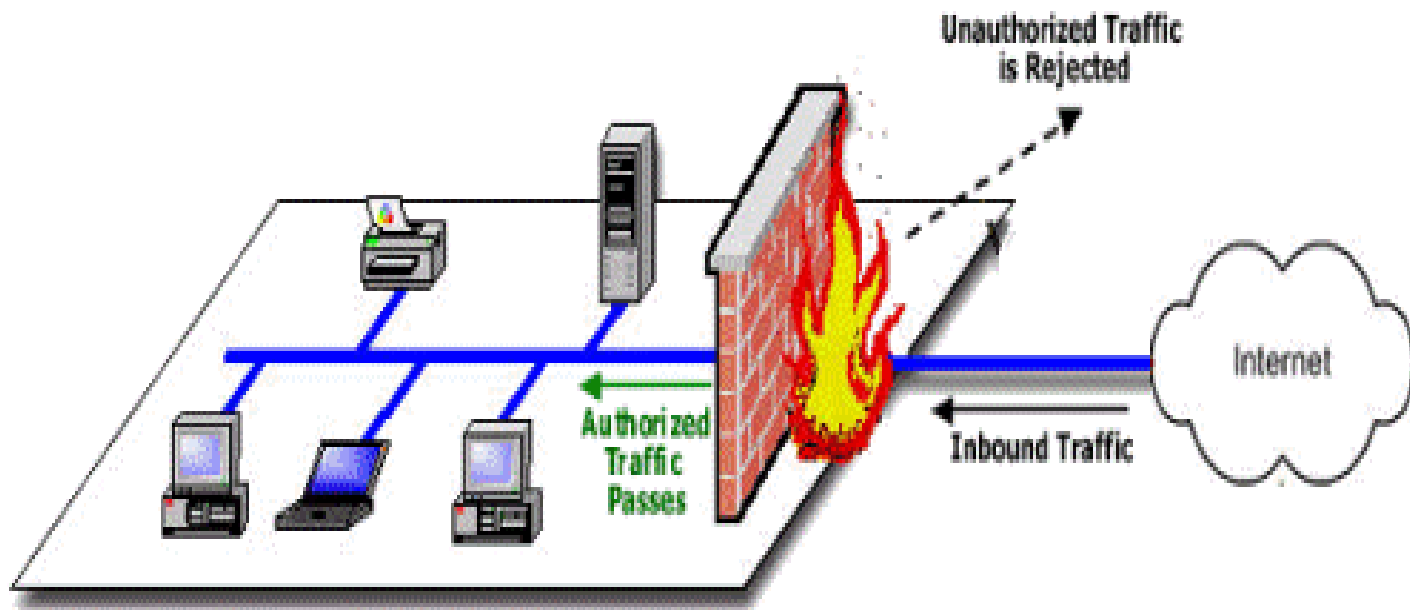 Unauthorized Traffic
is Rejected
Authorized
Traffic
Passes
Inbound Traffic
Internet